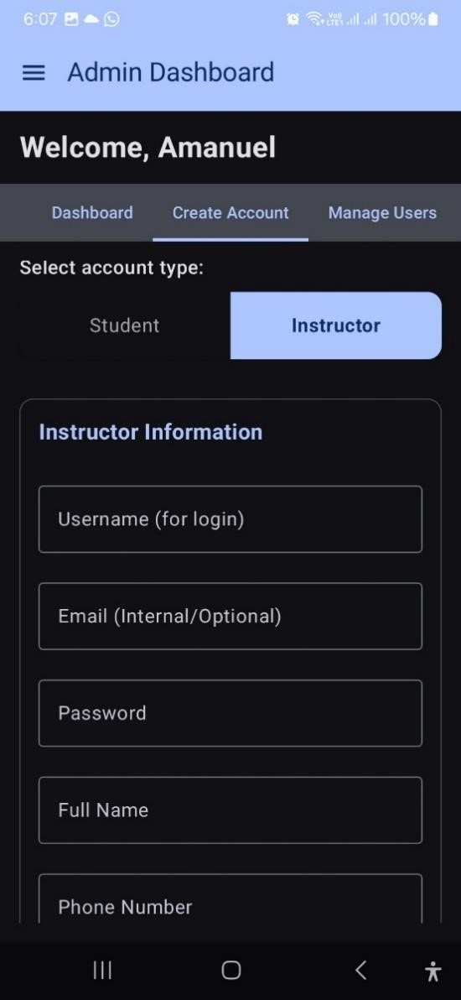 6:07 100%
Admin Dashboard
Welcome, Amanuel
Dashboard Create Account Manage Users
Select account type:
Student Instructor
Instructor Information
Username (for login)
Email (Internal/Optional)
Password
Full Name
Phone Number